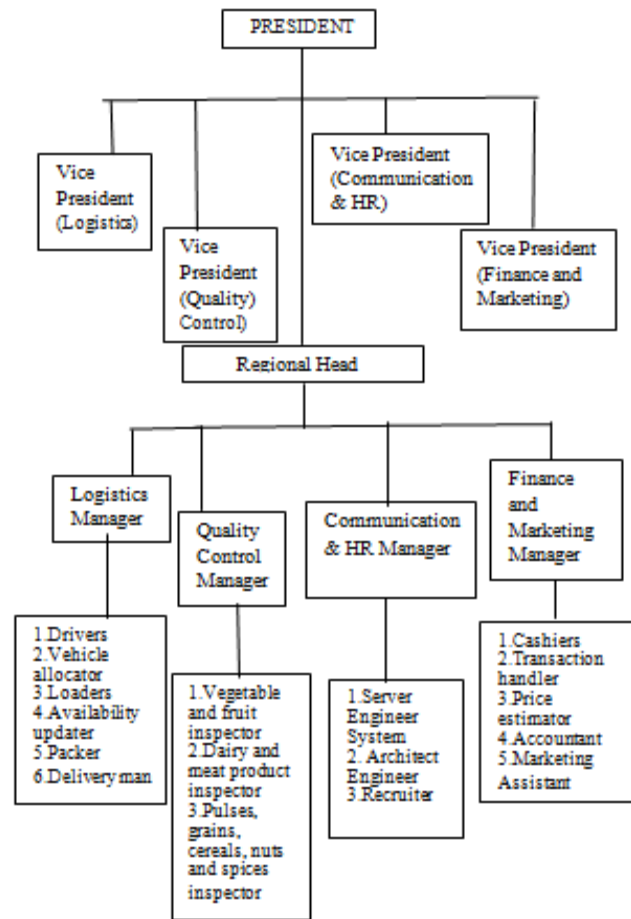 PRESIDENT
Vice
President
(Logistics)
Vice
President
(Quality)
Control)
Vice President
(Communication
& HR)
Vice President
(Finance and
Marketing)
Regional Head
Logistics
Manager
Quality
Control
Manager
Communication
& HR Manager
Finance
and
Marketing
Manager
1.Drivers
2.Vehicle
allocator
3.Loaders
4.Availability
updater
5.Packer
6.Delivery man
1.Vegetable
and fruit
inspector
2.Dairy and
meat product
inspector
3.Pulses,
grains,
cereals, nuts
and spices
inspector
1.Server
Engineer
System
2. Architect
Engineer
3.Recruiter
1.Cashiers
2.Transaction
handler
3.Price
estimator
4.Accountant
5.Marketing
Assistant